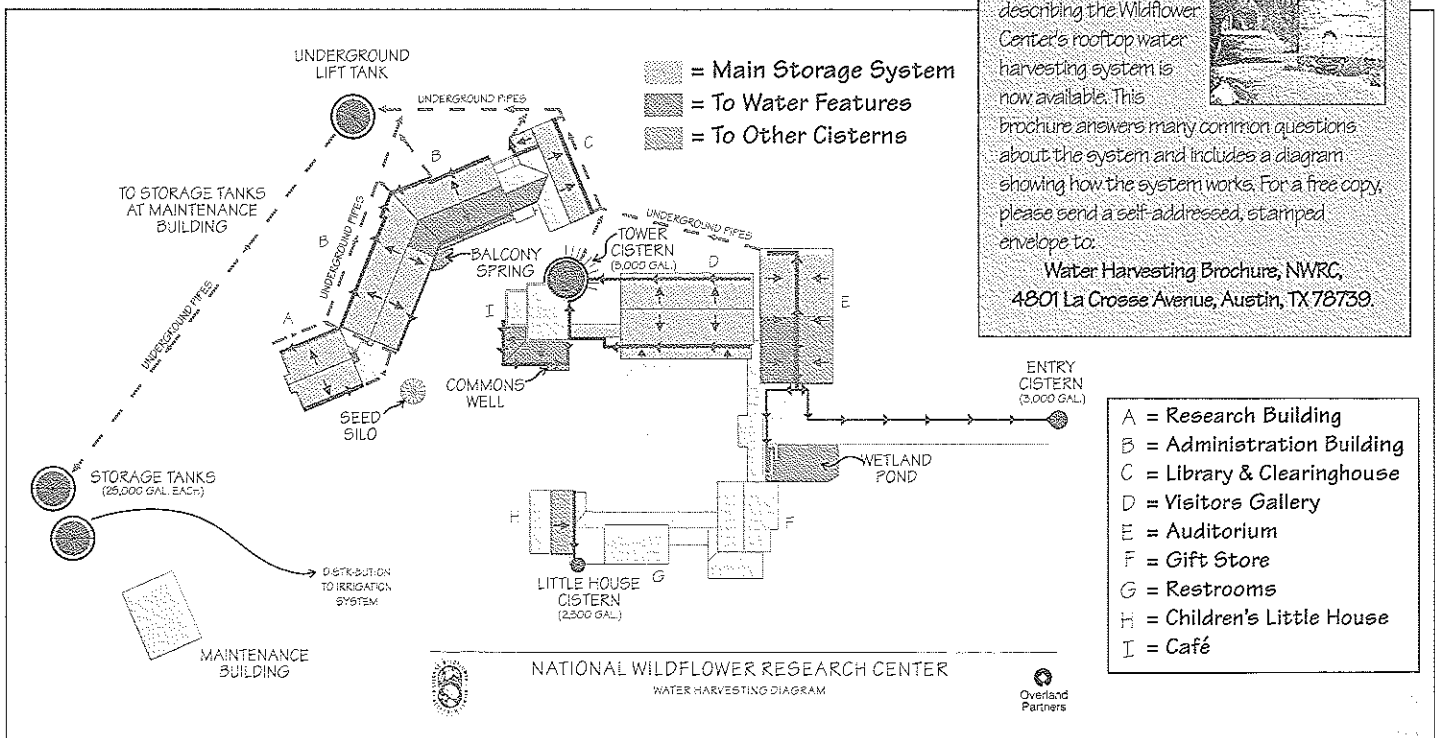 describing the Wildflower
Center's rooftop water
harvesting system is
now available. This
brochure answers many common questions
about the system and includes a diagram
showing how the system works. For a free copy,
please send a self-addressed, stamped
envelope to:
Water Harvesting Brochure, NWRC,
4801 La Crosse Avenue, Austin, TX 78739.
UNDERGROUND
LIFT TANK
UNDERGROUND PIPES
= Main Storage System
= To Water Features
= To Other Cisterns
B
C
TO STORAGE TANKS
AT MAINTENANCE
BUILDING
UNDERGROUND PIPES
B
UNDERGROUND PIPES
UNDERGROUND PIPES
BALCONY
SPRING
TOWER
CISTERN
D
I
E
A
COMMONS
WELL
SEED
SILO
ENTRY
CISTERN
(3,000 GAL.)
WETLAND
POND
STORAGE TANKS
(25,000 GAL. EACH)
H
F
G
DISTRIBUTION
TO IRRIGATION
SYSTEM
LITTLE HOUSE
CISTERN
(2,300 GAL.)
MAINTENANCE
BUILDING
A = Research Building
B = Administration Building
C = Library & Clearinghouse
D = Visitors Gallery
E = Auditorium
F = Gift Store
G = Restrooms
H = Children's Little House
I = Café
NATIONAL WILDFLOWER RESEARCH CENTER
WATER HARVESTING DIAGRAM
Overland
Partners